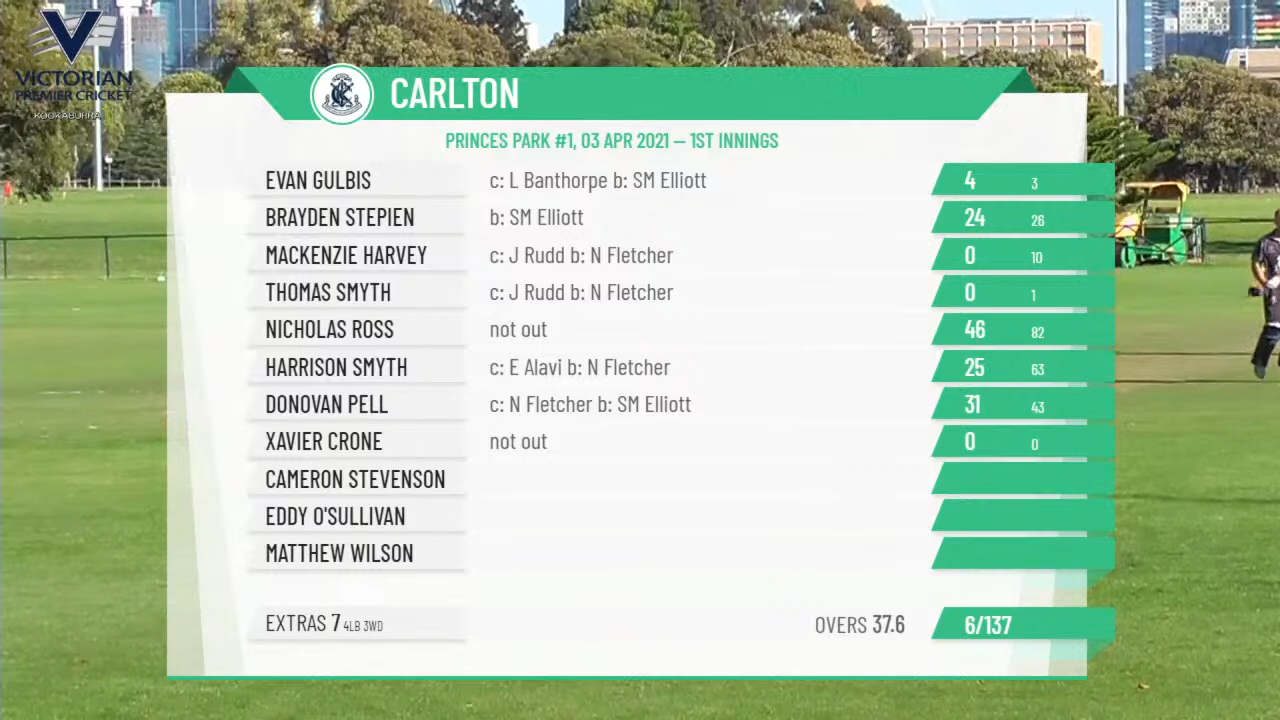 VICTORIAN
PREMIER CRICKET
KOOKABURRA
CARLTON
PRINCES PARK #1, 03 APR 2021 – 1ST INNINGS
EVAN GULBIS c: L Banthorpe b: SM Elliott 4 3
BRAYDEN STEPIEN b: SM Elliott 24 26
MACKENZIE HARVEY c: J Rudd b: N Fletcher 0 10
THOMAS SMYTH c: J Rudd b: N Fletcher 0 1
NICHOLAS ROSS not out 46 82
HARRISON SMYTH c: E Alavi b: N Fletcher 25 63
DONOVAN PELL c: N Fletcher b: SM Elliott 31 43
XAVIER CRONE not out 0 0
CAMERON STEVENSON
EDDY O'SULLIVAN
MATTHEW WILSON
EXTRAS 7 4LB 3WD OVERS 37.6 6/137